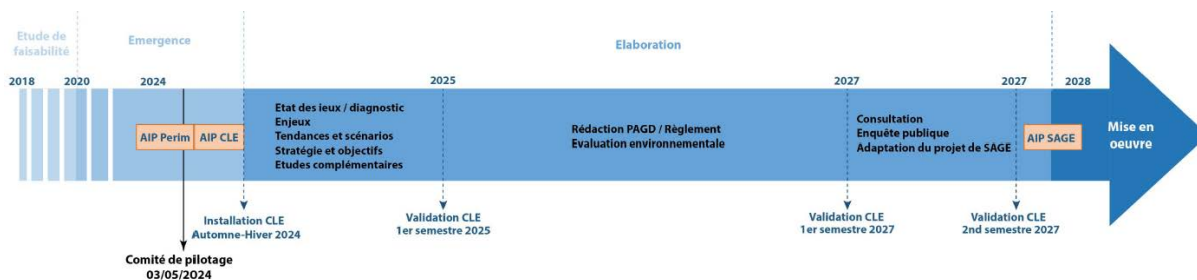 Etude de
faisabilité
Emergence
Elaboration
2018
2020
2024
2025
2027
2027
2028
AIP Perim
AIP CLE
Etat des ieux / diagnostic
Enjeux
Tendances et scénarios
Stratégie et objectifs
Etudes complémentaires
Rédaction PAGD / Règlement
Evaluation environnementale
Consultation
Enquête publique
Adaptation du projet de SAGE
AIP SAGE
Mise en
oeuvre
Installation CLE
Automne-Hiver 2024
Validation CLE
1er semestre 2025
Validation CLE
1er semestre 2027
Validation CLE
2nd semestre 2027
Comité de pilotage
03/05/2024